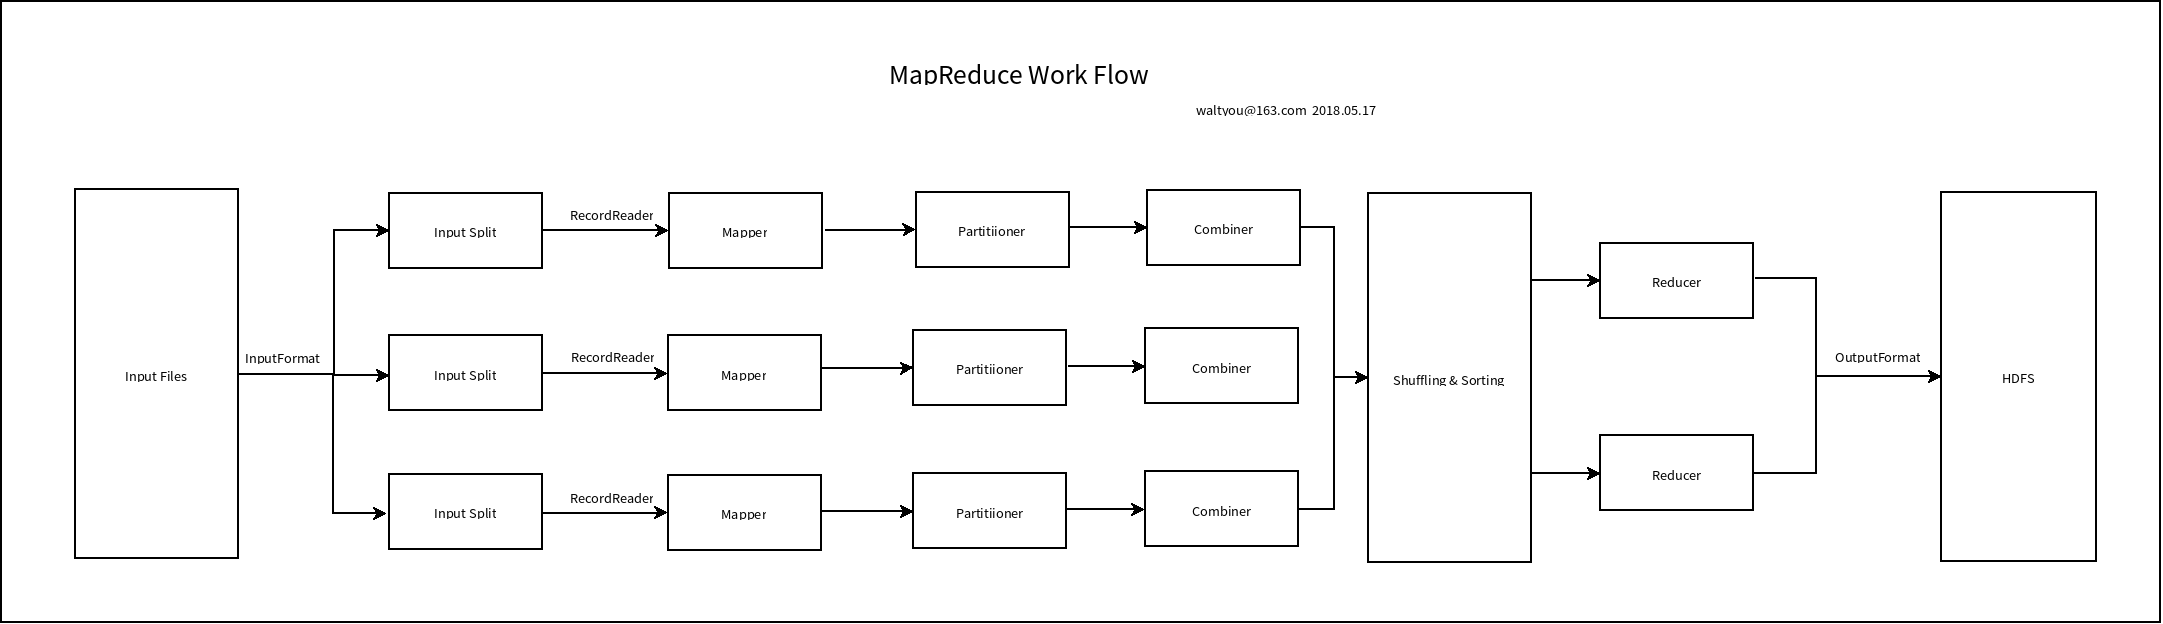 MapReduce Work Flow
waltyou@163.com 2018.05.17
Input Files
InputFormat
Input Split
RecordReader
Mapper
Partitiioner
Combiner
Input Split
RecordReader
Mapper
Partitiioner
Combiner
Input Split
RecordReader
Mapper
Partitiioner
Combiner
Shuffling & Sorting
Reducer
Reducer
OutputFormat
HDFS